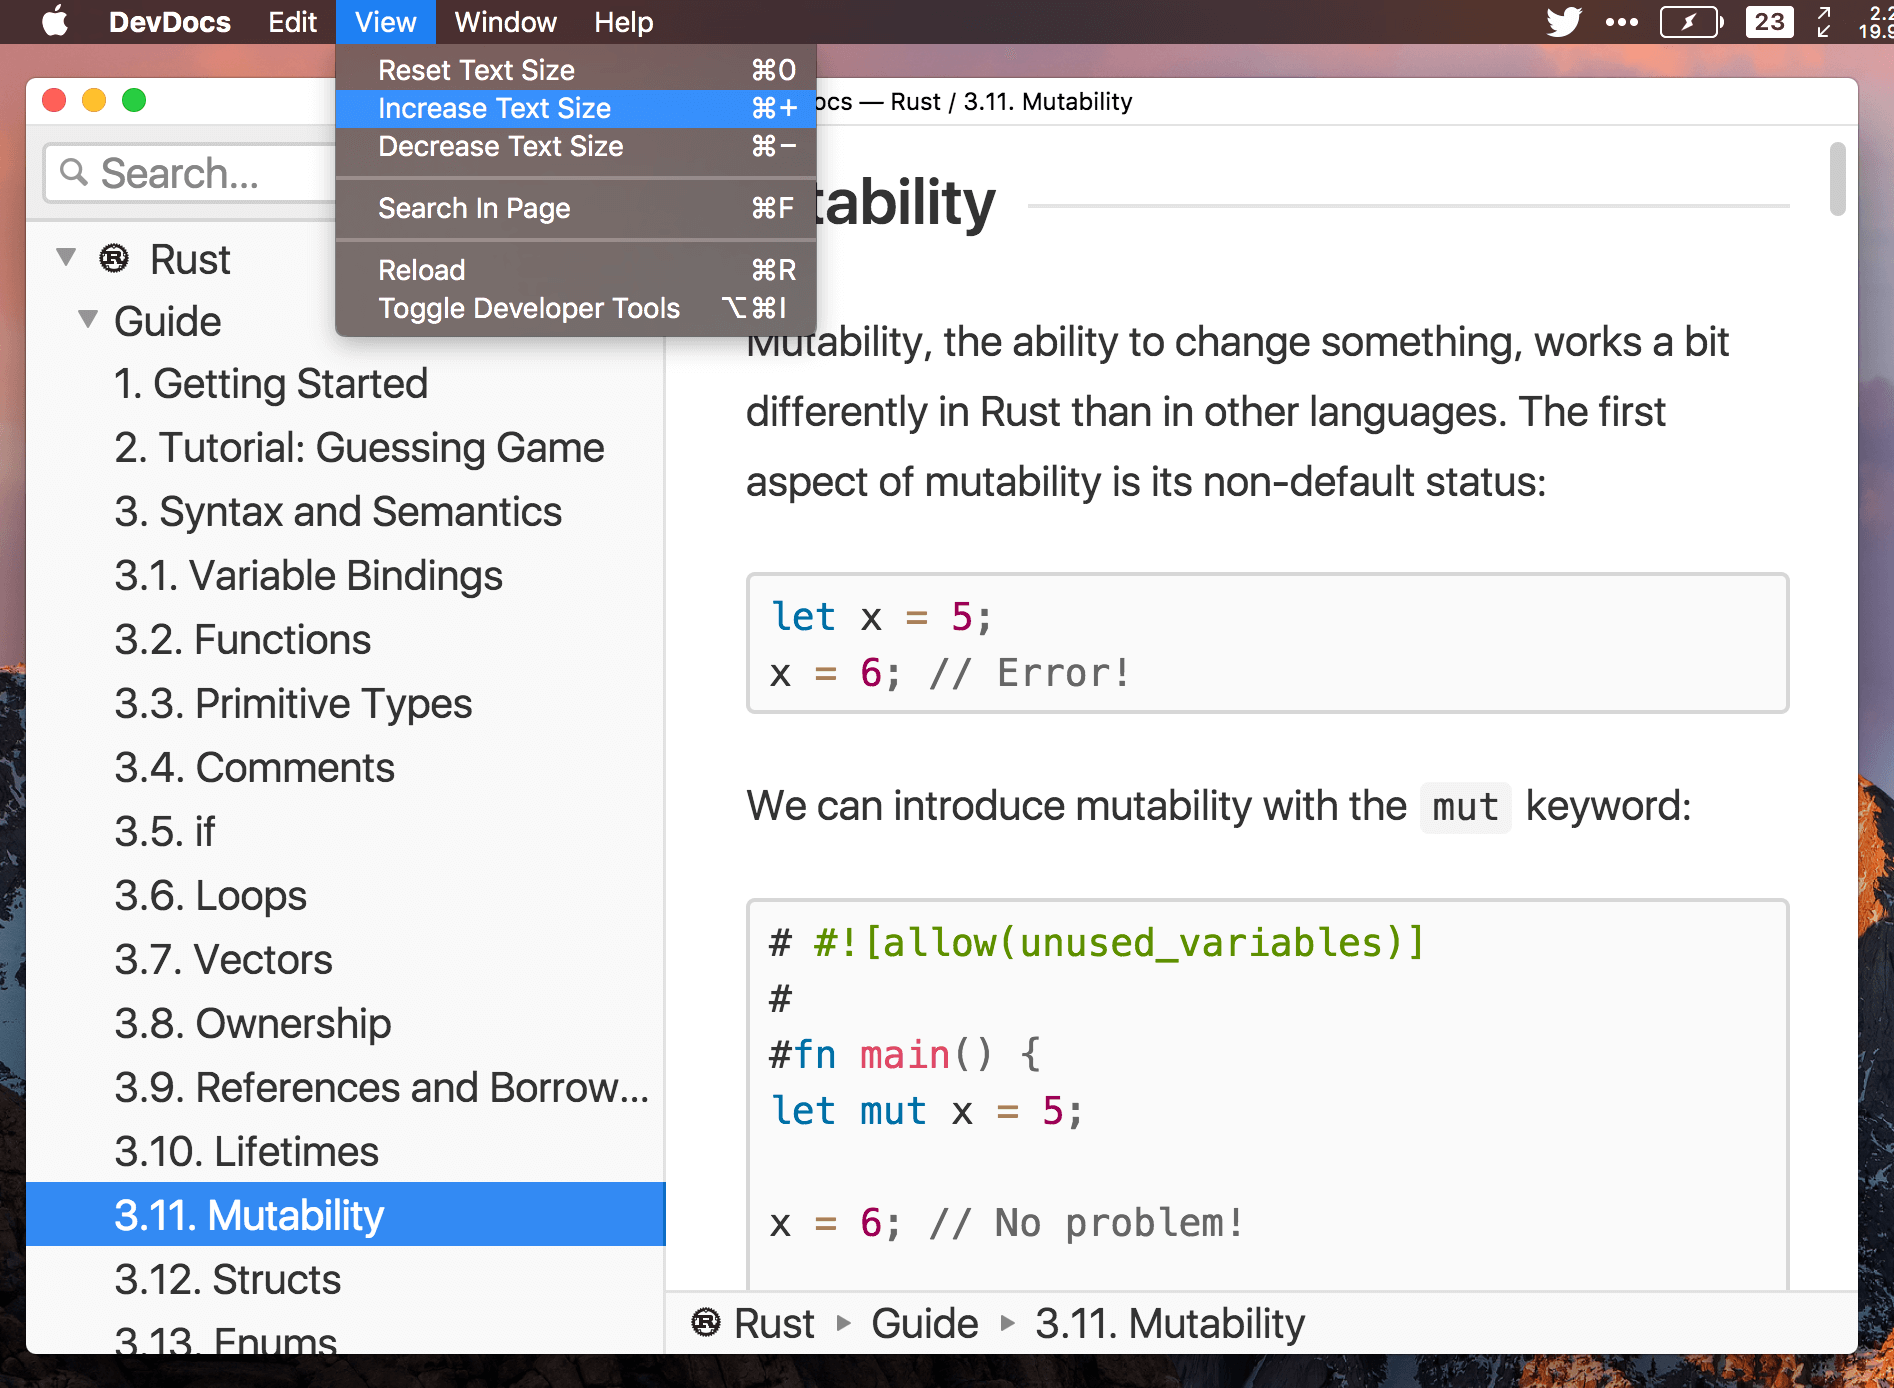 DevDocs Edit View Window Help
23
Reset Text Size ⌘0
Increase Text Size ⌘+
Decrease Text Size ⌘−
Search In Page ⌘F
Reload ⌘R
Toggle Developer Tools ⌥⌘I
ocs — Rust / 3.11. Mutability
Search...
Rust
Guide
1. Getting Started
2. Tutorial: Guessing Game
3. Syntax and Semantics
3.1. Variable Bindings
3.2. Functions
3.3. Primitive Types
3.4. Comments
3.5. if
3.6. Loops
3.7. Vectors
3.8. Ownership
3.9. References and Borrow...
3.10. Lifetimes
3.11. Mutability
3.12. Structs
3.13. Enums
tability
Mutability, the ability to change something, works a bit
differently in Rust than in other languages. The first
aspect of mutability is its non-default status:
let x = 5;
x = 6; // Error!
We can introduce mutability with the mut keyword:
# #![allow(unused_variables)]
#
#fn main() {
let mut x = 5;
x = 6; // No problem!
Rust ▸ Guide ▸ 3.11. Mutability